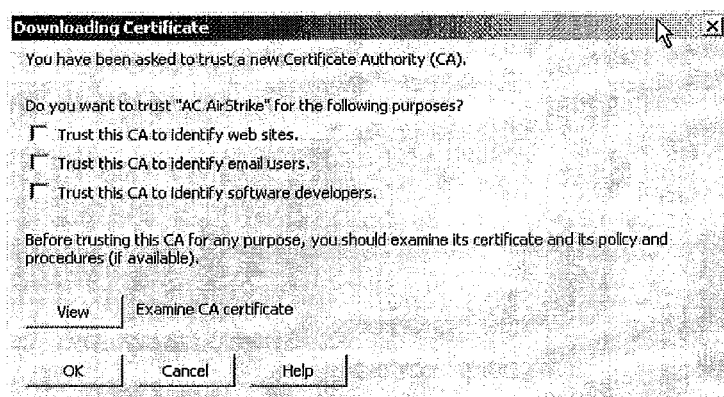 Downloading Certificate
You have been asked to trust a new Certificate Authority (CA).
Do you want to trust "AC AirStrike" for the following purposes?
Trust this CA to identify web sites.
Trust this CA to identify email users.
Trust this CA to identify software developers.
Before trusting this CA for any purpose, you should examine its certificate and its policy and
procedures (if available).
View Examine CA certificate
OK Cancel Help